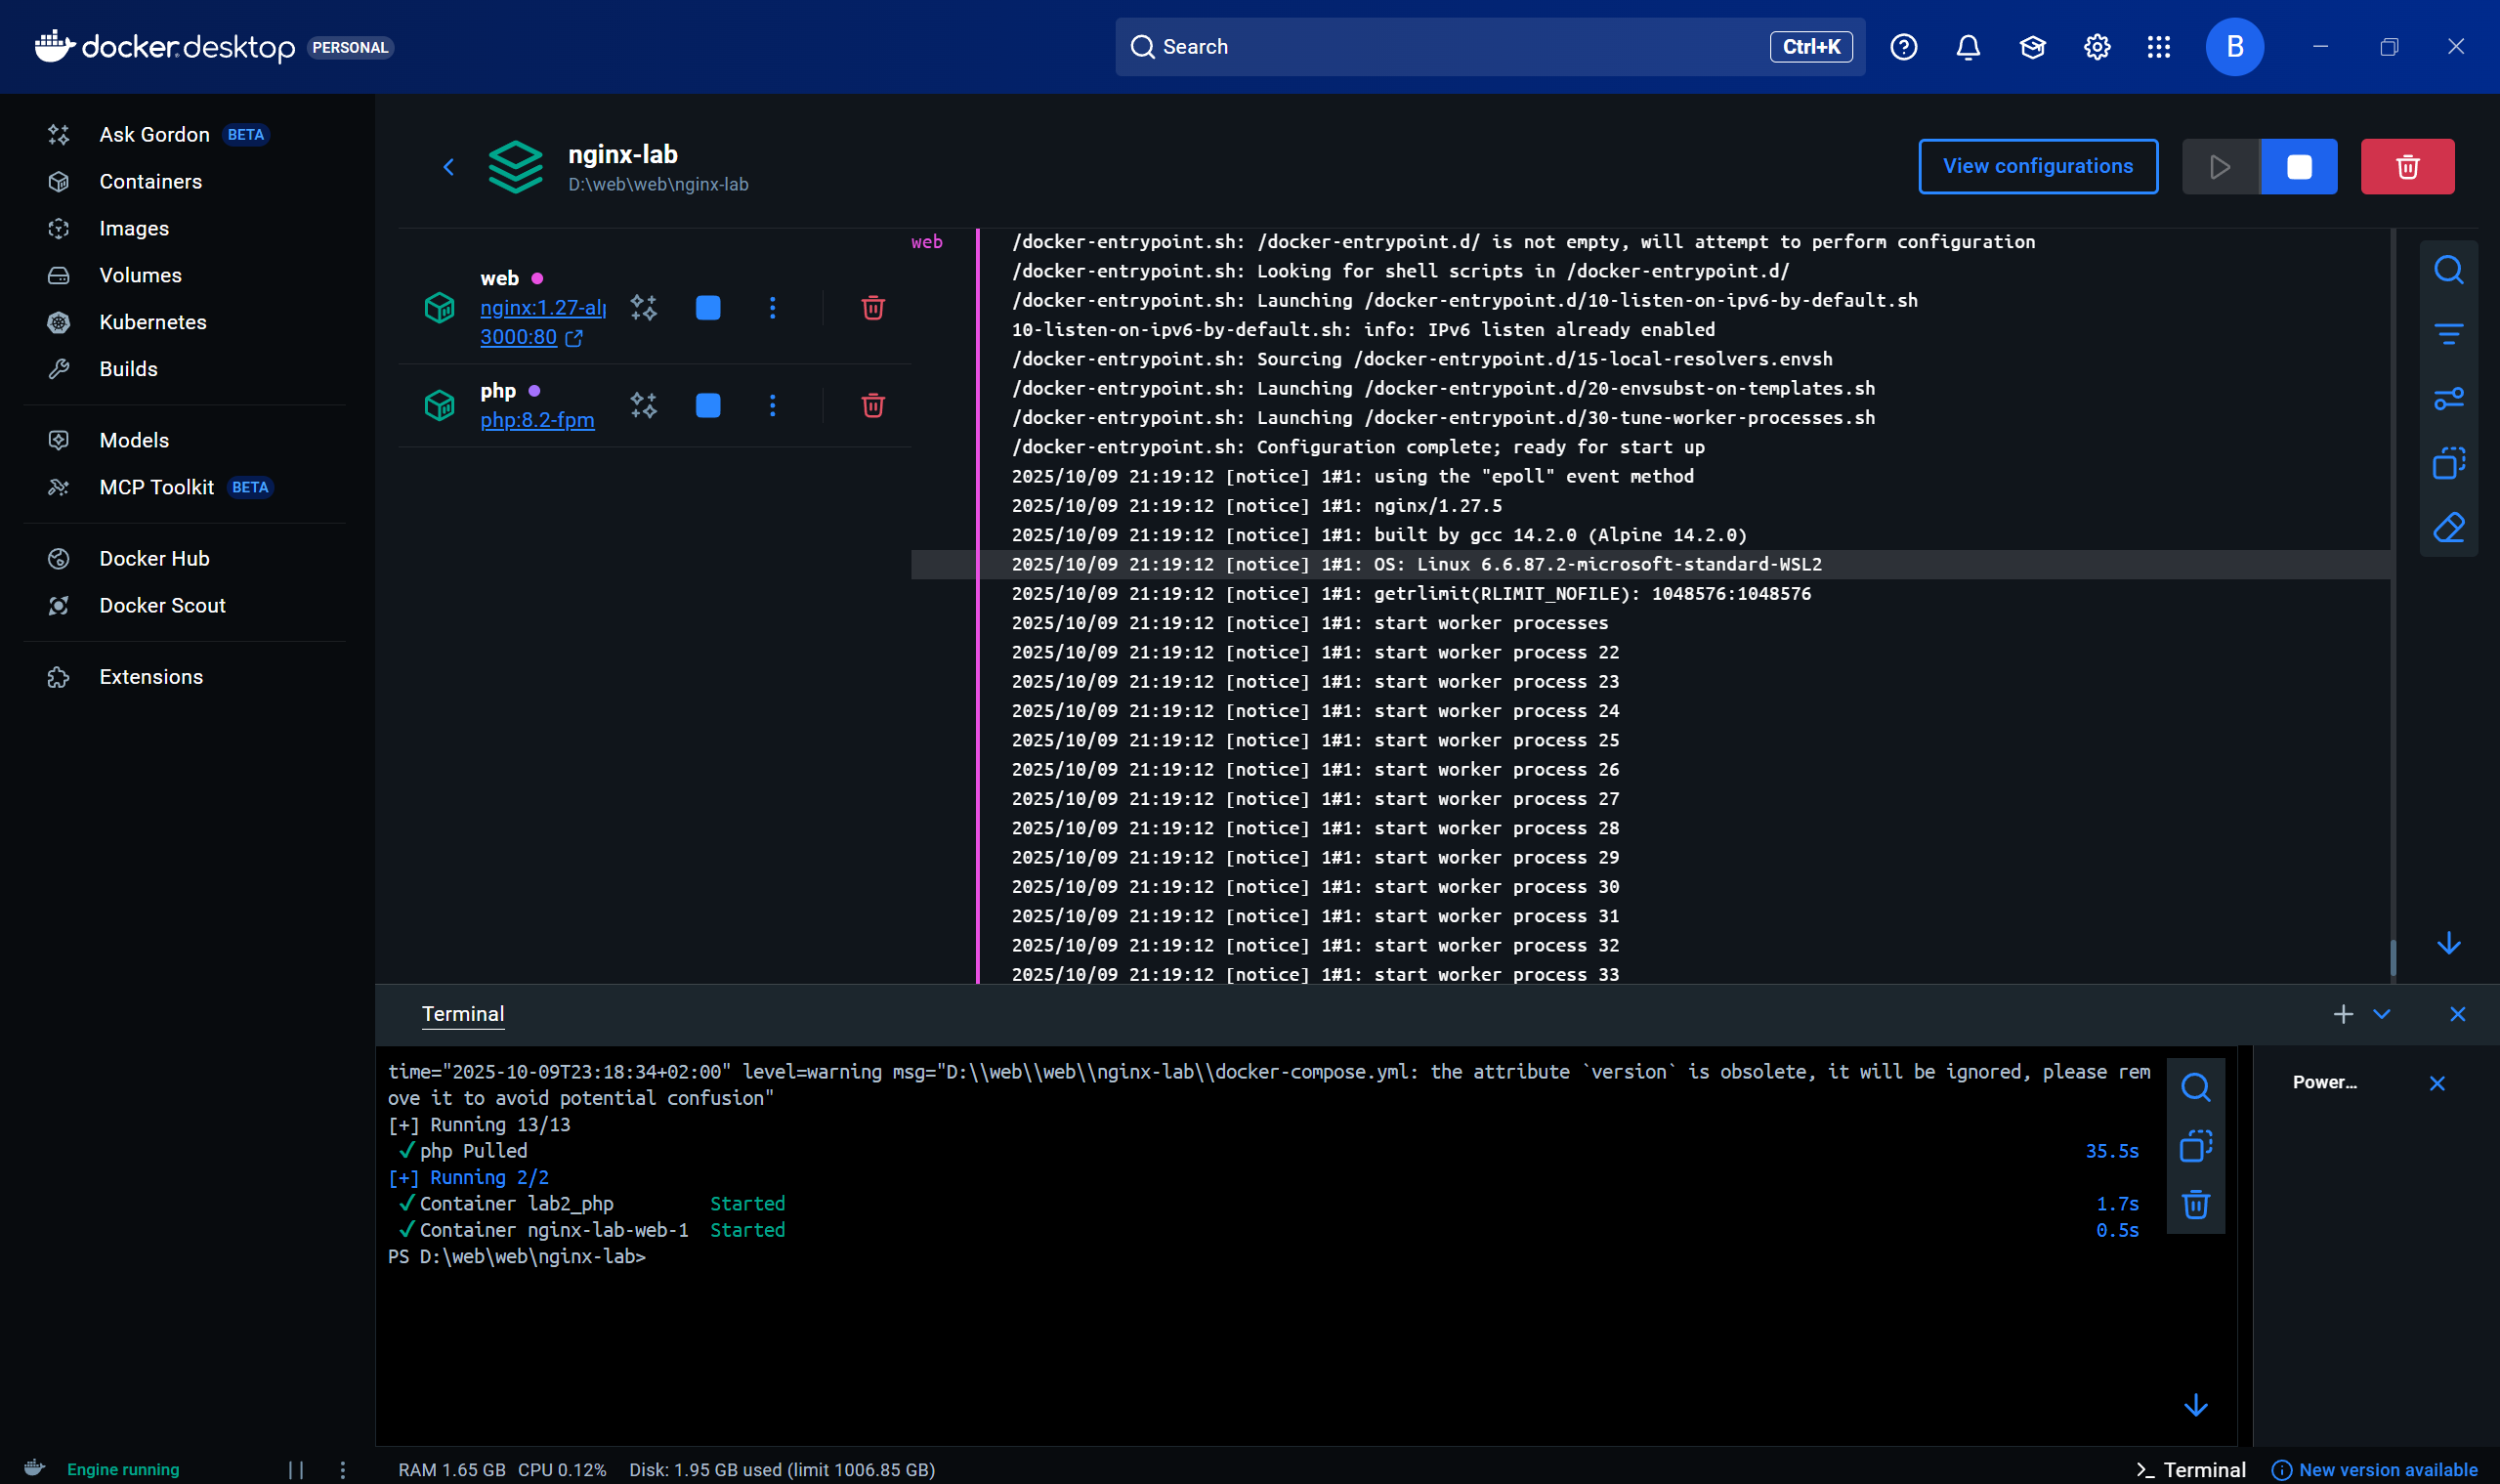 docker.desktop PERSONAL
Search Ctrl+K
B
Ask Gordon BETA
Containers
Images
Volumes
Kubernetes
Builds
Models
MCP Toolkit BETA
Docker Hub
Docker Scout
Extensions
nginx-lab
D:\web\web\nginx-lab
View configurations
web
nginx:1.27-al
3000:80
php
php:8.2-fpm
web
/docker-entrypoint.sh: /docker-entrypoint.d/ is not empty, will attempt to perform configuration
/docker-entrypoint.sh: Looking for shell scripts in /docker-entrypoint.d/
/docker-entrypoint.sh: Launching /docker-entrypoint.d/10-listen-on-ipv6-by-default.sh
10-listen-on-ipv6-by-default.sh: info: IPv6 listen already enabled
/docker-entrypoint.sh: Sourcing /docker-entrypoint.d/15-local-resolvers.envsh
/docker-entrypoint.sh: Launching /docker-entrypoint.d/20-envsubst-on-templates.sh
/docker-entrypoint.sh: Launching /docker-entrypoint.d/30-tune-worker-processes.sh
/docker-entrypoint.sh: Configuration complete; ready for start up
2025/10/09 21:19:12 [notice] 1#1: using the "epoll" event method
2025/10/09 21:19:12 [notice] 1#1: nginx/1.27.5
2025/10/09 21:19:12 [notice] 1#1: built by gcc 14.2.0 (Alpine 14.2.0)
2025/10/09 21:19:12 [notice] 1#1: OS: Linux 6.6.87.2-microsoft-standard-WSL2
2025/10/09 21:19:12 [notice] 1#1: getrlimit(RLIMIT_NOFILE): 1048576:1048576
2025/10/09 21:19:12 [notice] 1#1: start worker processes
2025/10/09 21:19:12 [notice] 1#1: start worker process 22
2025/10/09 21:19:12 [notice] 1#1: start worker process 23
2025/10/09 21:19:12 [notice] 1#1: start worker process 24
2025/10/09 21:19:12 [notice] 1#1: start worker process 25
2025/10/09 21:19:12 [notice] 1#1: start worker process 26
2025/10/09 21:19:12 [notice] 1#1: start worker process 27
2025/10/09 21:19:12 [notice] 1#1: start worker process 28
2025/10/09 21:19:12 [notice] 1#1: start worker process 29
2025/10/09 21:19:12 [notice] 1#1: start worker process 30
2025/10/09 21:19:12 [notice] 1#1: start worker process 31
2025/10/09 21:19:12 [notice] 1#1: start worker process 32
2025/10/09 21:19:12 [notice] 1#1: start worker process 33
Terminal
time="2025-10-09T23:18:34+02:00" level=warning msg="D:\\web\\web\\nginx-lab\\docker-compose.yml: the attribute `version` is obsolete, it will be ignored, please rem
ove it to avoid potential confusion"
[+] Running 13/13
✔ php Pulled 35.5s
[+] Running 2/2
✔ Container lab2_php Started 1.7s
✔ Container nginx-lab-web-1 Started 0.5s
PS D:\web\web\nginx-lab>
Power...
Engine running
RAM 1.65 GB CPU 0.12% Disk: 1.95 GB used (limit 1006.85 GB)
Terminal
New version available